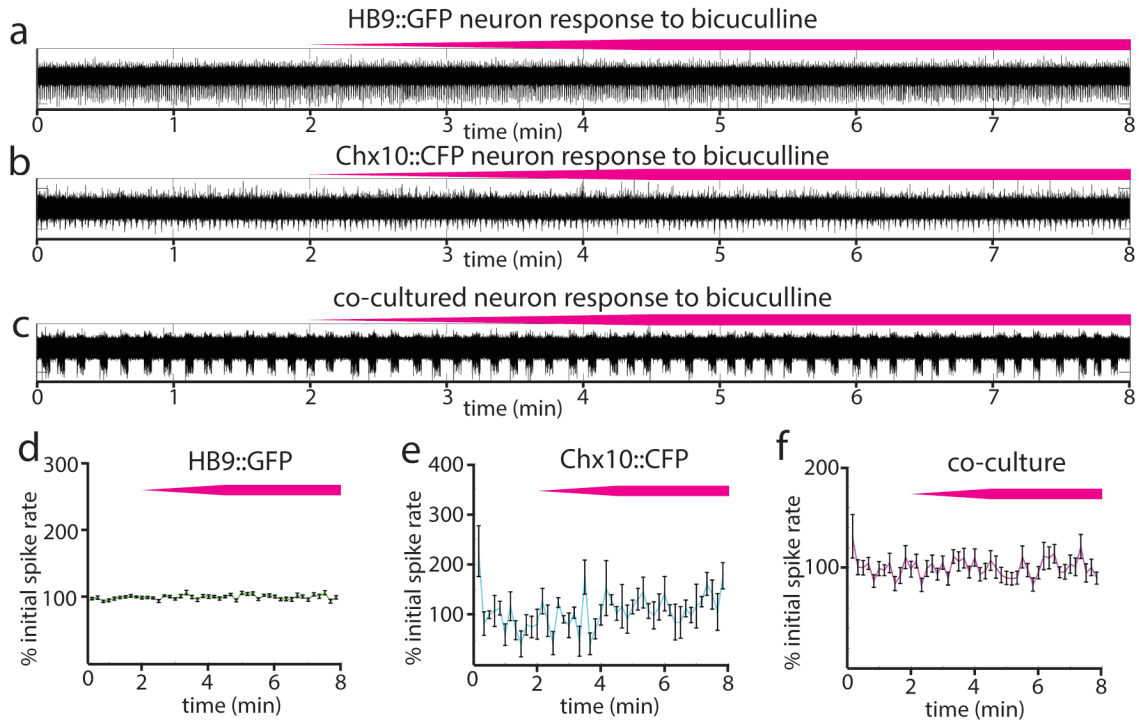 HB9::GFP neuron response to bicuculline
a
0 1 2 3 4 5 6 7 8
time (min)
Chx10::CFP neuron response to bicuculline
b
0 1 2 3 4 5 6 7 8
time (min)
co-cultured neuron response to bicuculline
c
0 1 2 3 4 5 6 7 8
time (min)
d
HB9::GFP
% initial spike rate
300
200
100
0 2 4 6 8
time (min)
e
Chx10::CFP
% initial spike rate
400
300
200
100
0 2 4 6 8
time (min)
f
co-culture
% initial spike rate
200
100
0 2 4 6 8
time (min)